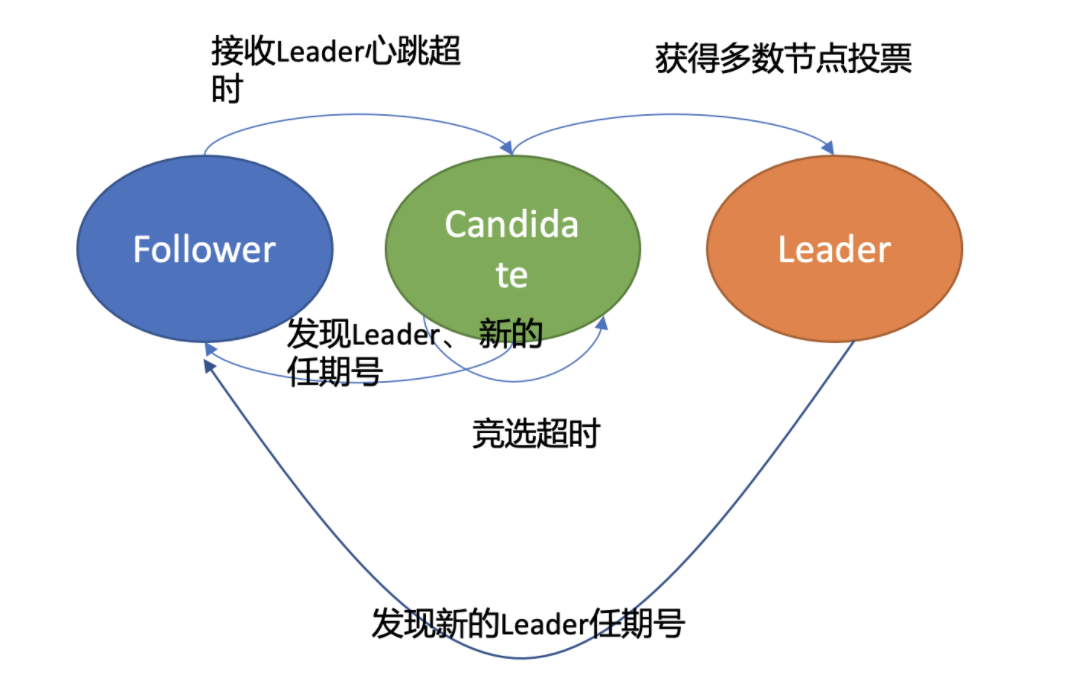 接收Leader心跳超
时
获得多数节点投票
Follower
Candida
te
Leader
发现Leader、 新的
任期号
竞选超时
发现新的Leader任期号